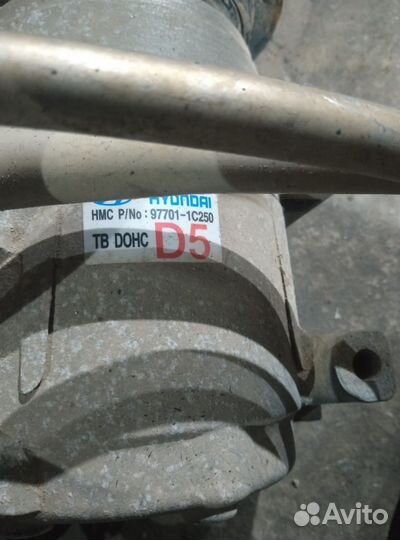 HYUNDAI
HMC P/No : 97701-1C250
TB DOHC D5
Avito